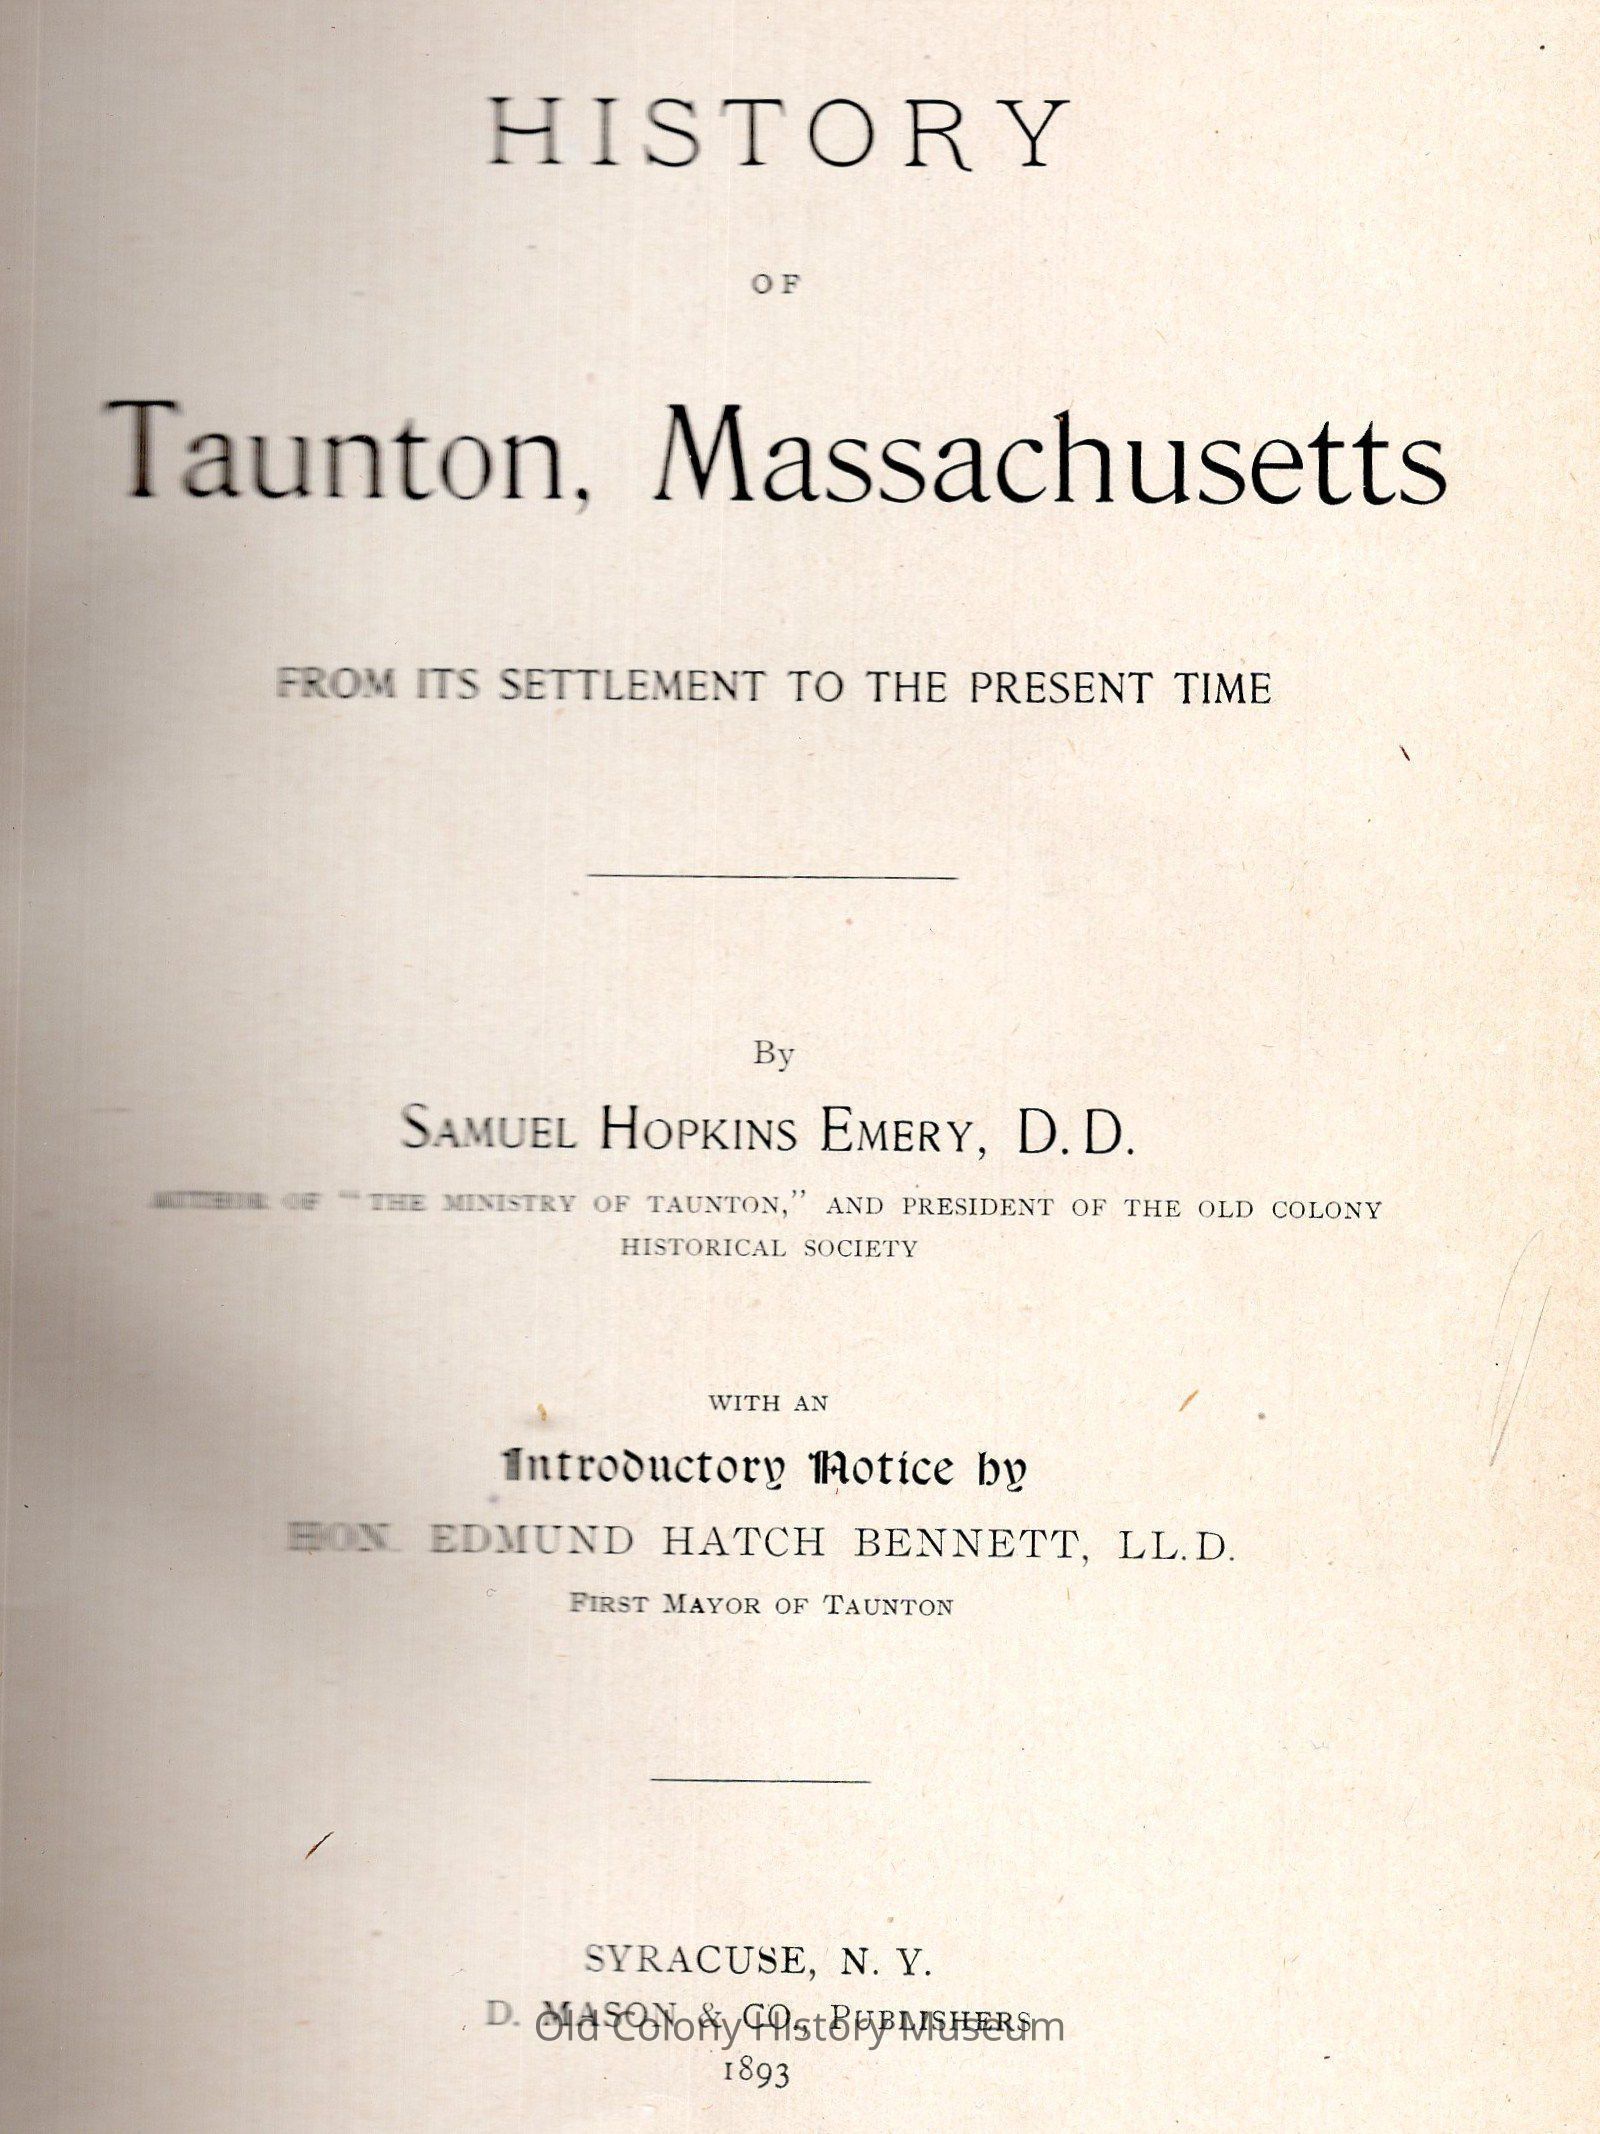 HISTORY
OF
Taunton, Massachusetts
FROM ITS SETTLEMENT TO THE PRESENT TIME
By
SAMUEL HOPKINS EMERY, D. D.
AUTHOR OF "THE MINISTRY OF TAUNTON," AND PRESIDENT OF THE OLD COLONY
HISTORICAL SOCIETY
WITH AN
Introductory Notice by
HON. EDMUND HATCH BENNETT, LL.D.
FIRST MAYOR OF TAUNTON
SYRACUSE, N. Y.
D. MASON & CO., PUBLISHERS
Old Colony History Museum
1893